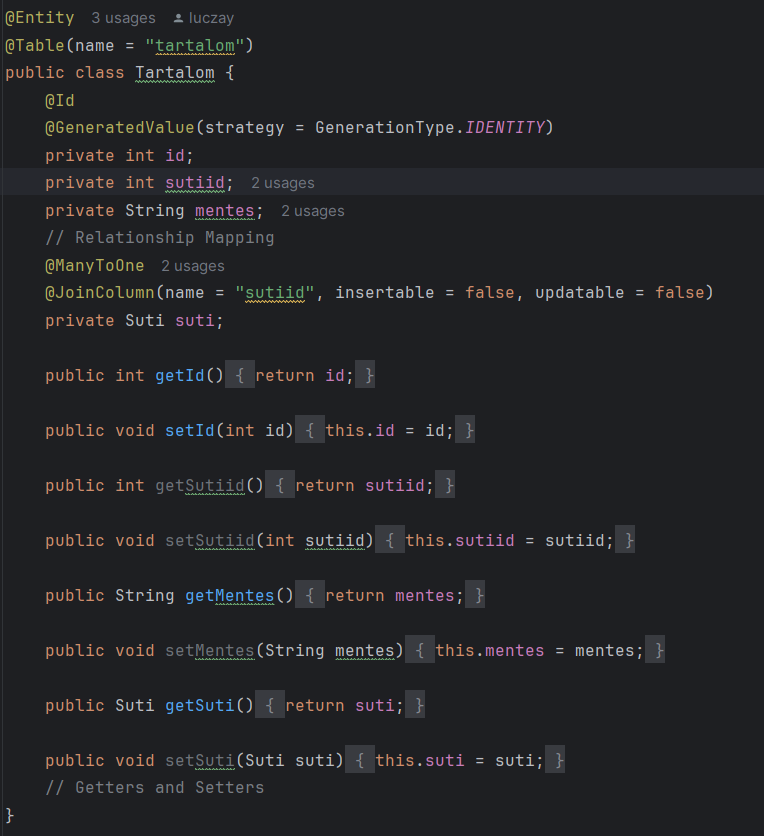 @Entity 3 usages luczay
@Table(name = "tartalom")
public class Tartalom {
@Id
@GeneratedValue(strategy = GenerationType.IDENTITY)
private int id;
private int sutiid; 2 usages
private String mentes; 2 usages
// Relationship Mapping
@ManyToOne 2 usages
@JoinColumn(name = "sutiid", insertable = false, updatable = false)
private Suti suti;
public int getId() { return id; }
public void setId(int id) { this.id = id; }
public int getSutiid() { return sutiid; }
public void setSutiid(int sutiid) { this.sutiid = sutiid; }
public String getMentes() { return mentes; }
public void setMentes(String mentes) { this.mentes = mentes; }
public Suti getSuti() { return suti; }
public void setSuti(Suti suti) { this.suti = suti; }
// Getters and Setters
}